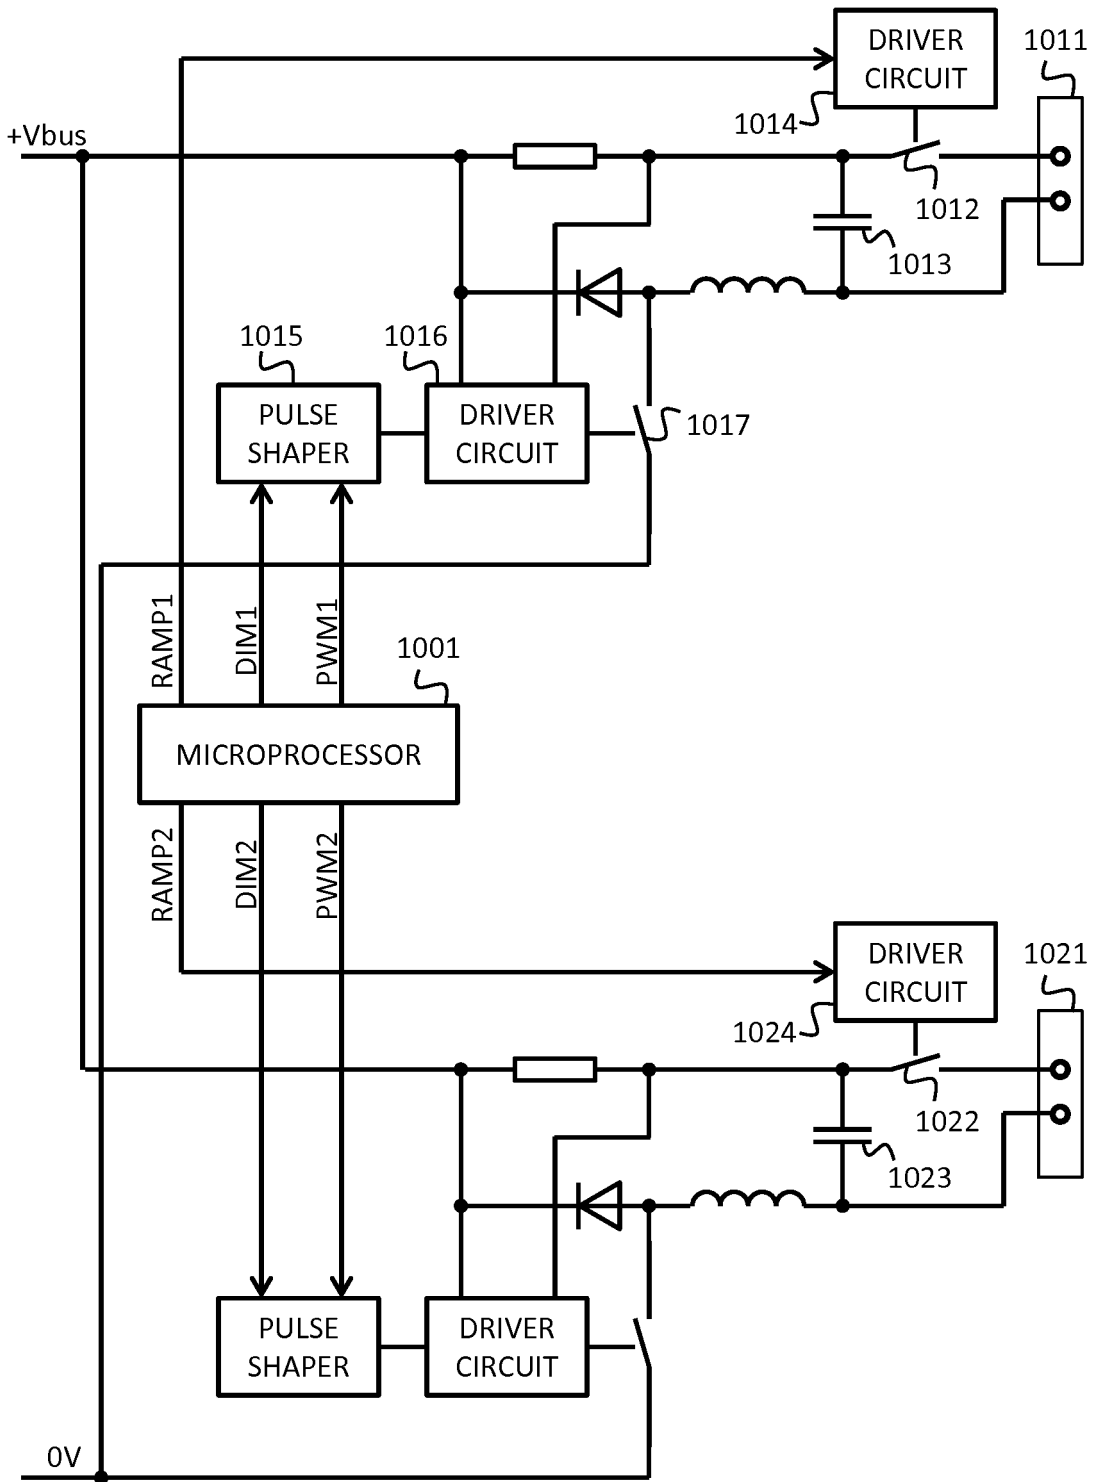 DRIVER
CIRCUIT
1011
1014
+Vbus
1012
1013
1015
1016
PULSE
SHAPER
DRIVER
CIRCUIT
1017
RAMP1
DIM1
PWM1
1001
MICROPROCESSOR
RAMP2
DIM2
PWM2
DRIVER
CIRCUIT
1021
1024
1022
1023
PULSE
SHAPER
DRIVER
CIRCUIT
0V